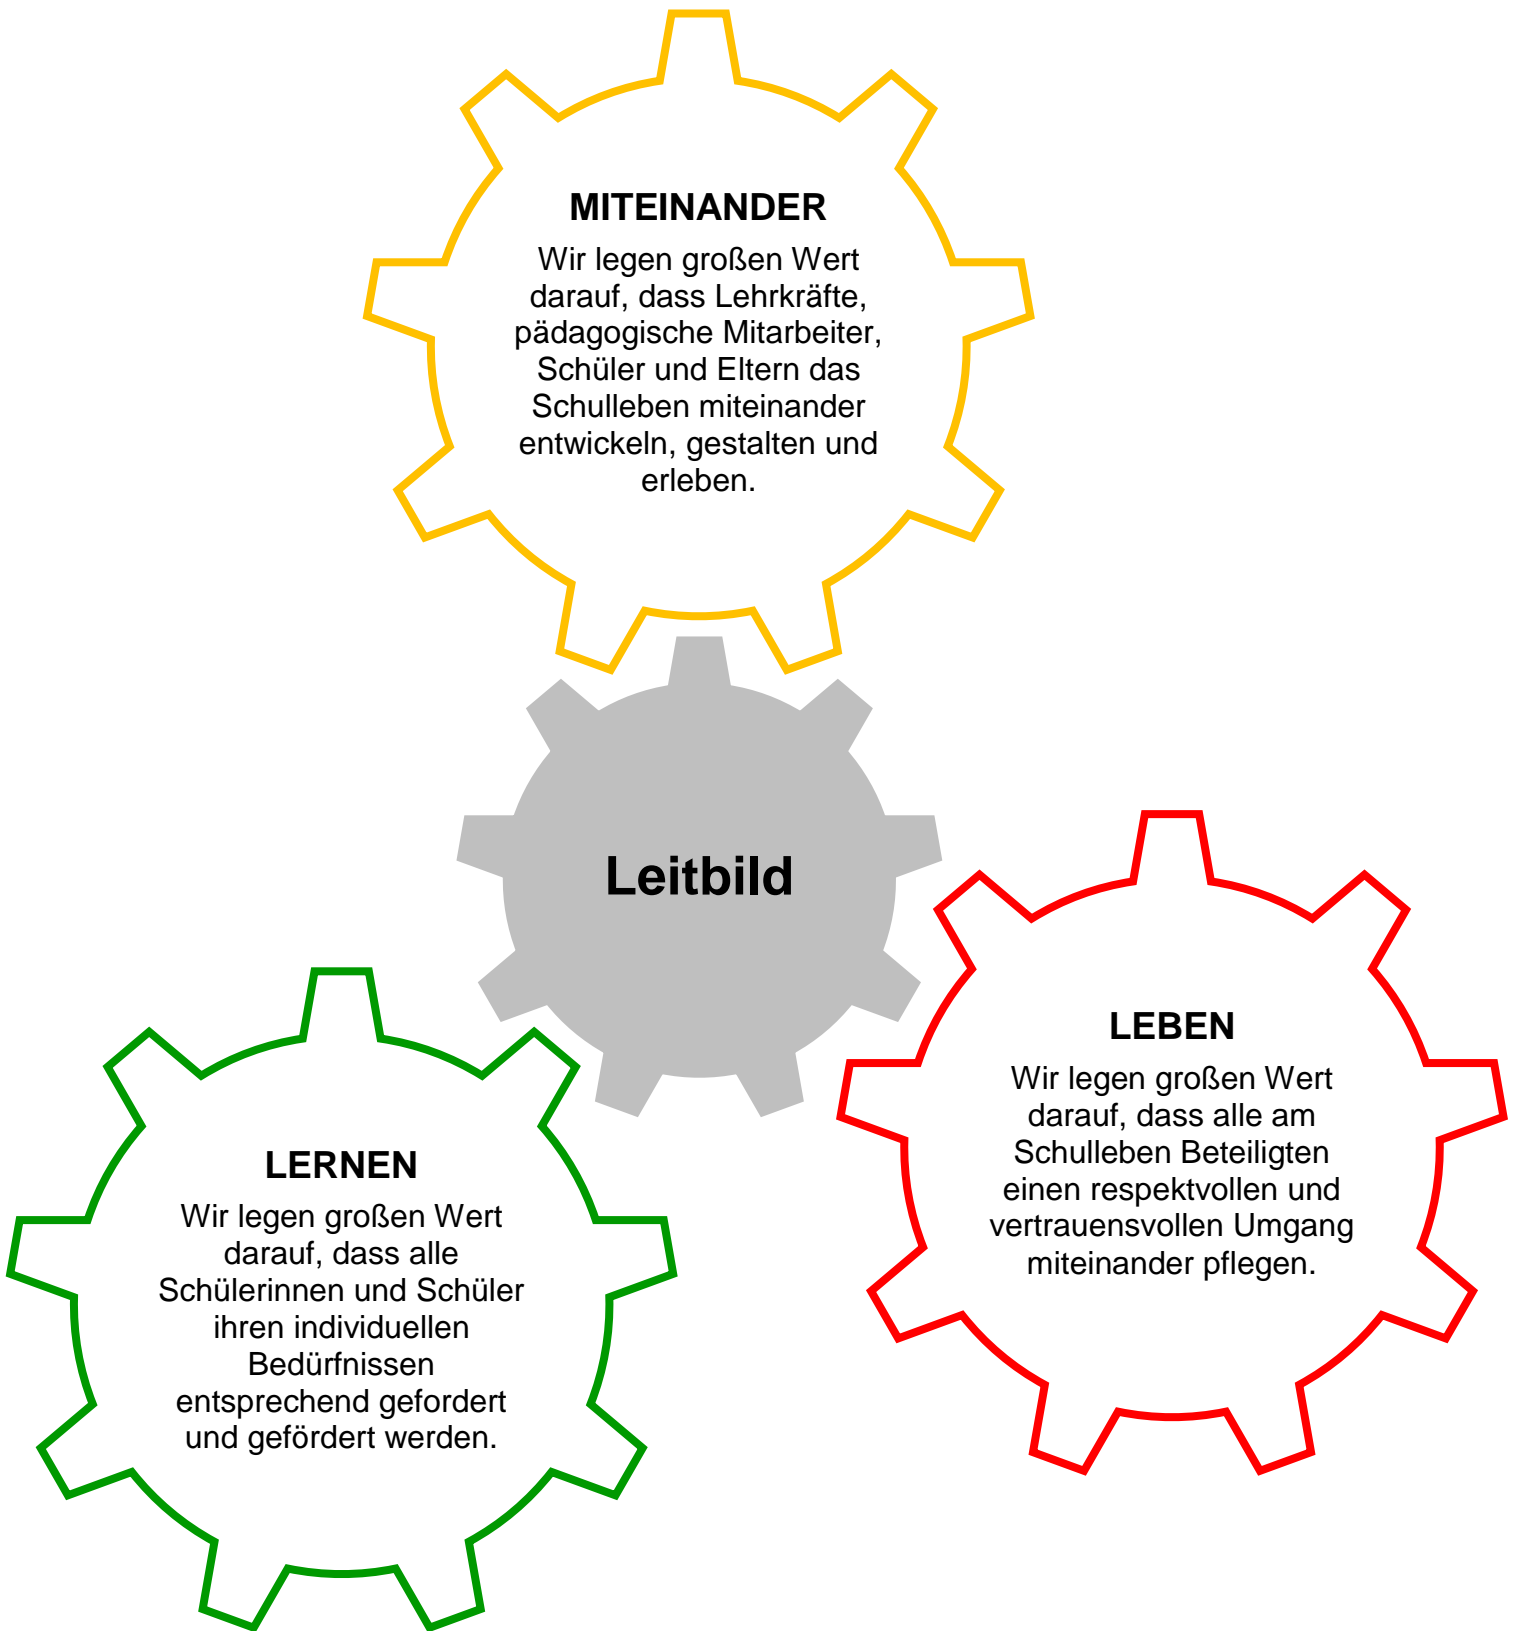 MITEINANDER
Wir legen großen Wert
darauf, dass Lehrkräfte,
pädagogische Mitarbeiter,
Schüler und Eltern das
Schulleben miteinander
entwickeln, gestalten und
erleben.
Leitbild
LEBEN
Wir legen großen Wert
darauf, dass alle am
Schulleben Beteiligten
einen respektvollen und
vertrauensvollen Umgang
miteinander pflegen.
LERNEN
Wir legen großen Wert
darauf, dass alle
Schülerinnen und Schüler
ihren individuellen
Bedürfnissen
entsprechend gefordert
und gefördert werden.